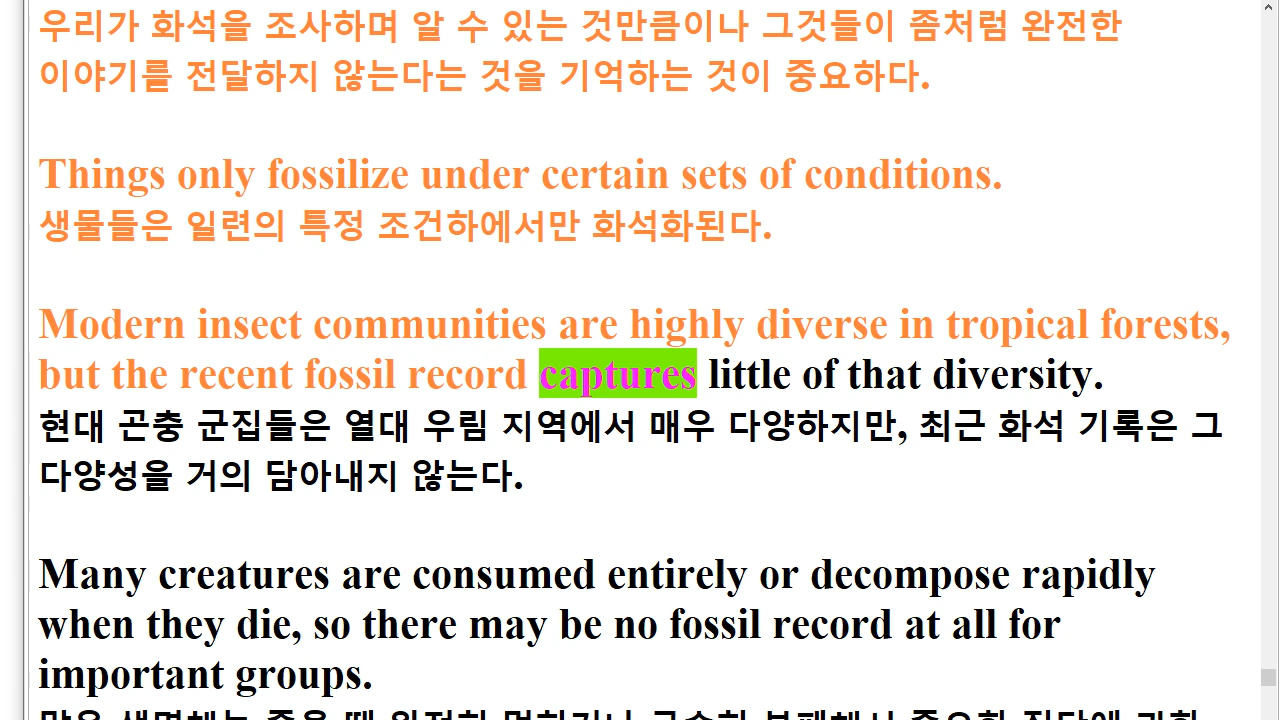 우리가 화석을 조사하며 알 수 있는 것만큼이나 그것들이 좀처럼 완전한
이야기를 전달하지 않는다는 것을 기억하는 것이 중요하다.
Things only fossilize under certain sets of conditions.
생물들은 일련의 특정 조건하에서만 화석화된다.
Modern insect communities are highly diverse in tropical forests,
but the recent fossil record captures little of that diversity.
현대 곤충 군집들은 열대 우림 지역에서 매우 다양하지만, 최근 화석 기록은 그
다양성을 거의 담아내지 않는다.
Many creatures are consumed entirely or decompose rapidly
when they die, so there may be no fossil record at all for
important groups.